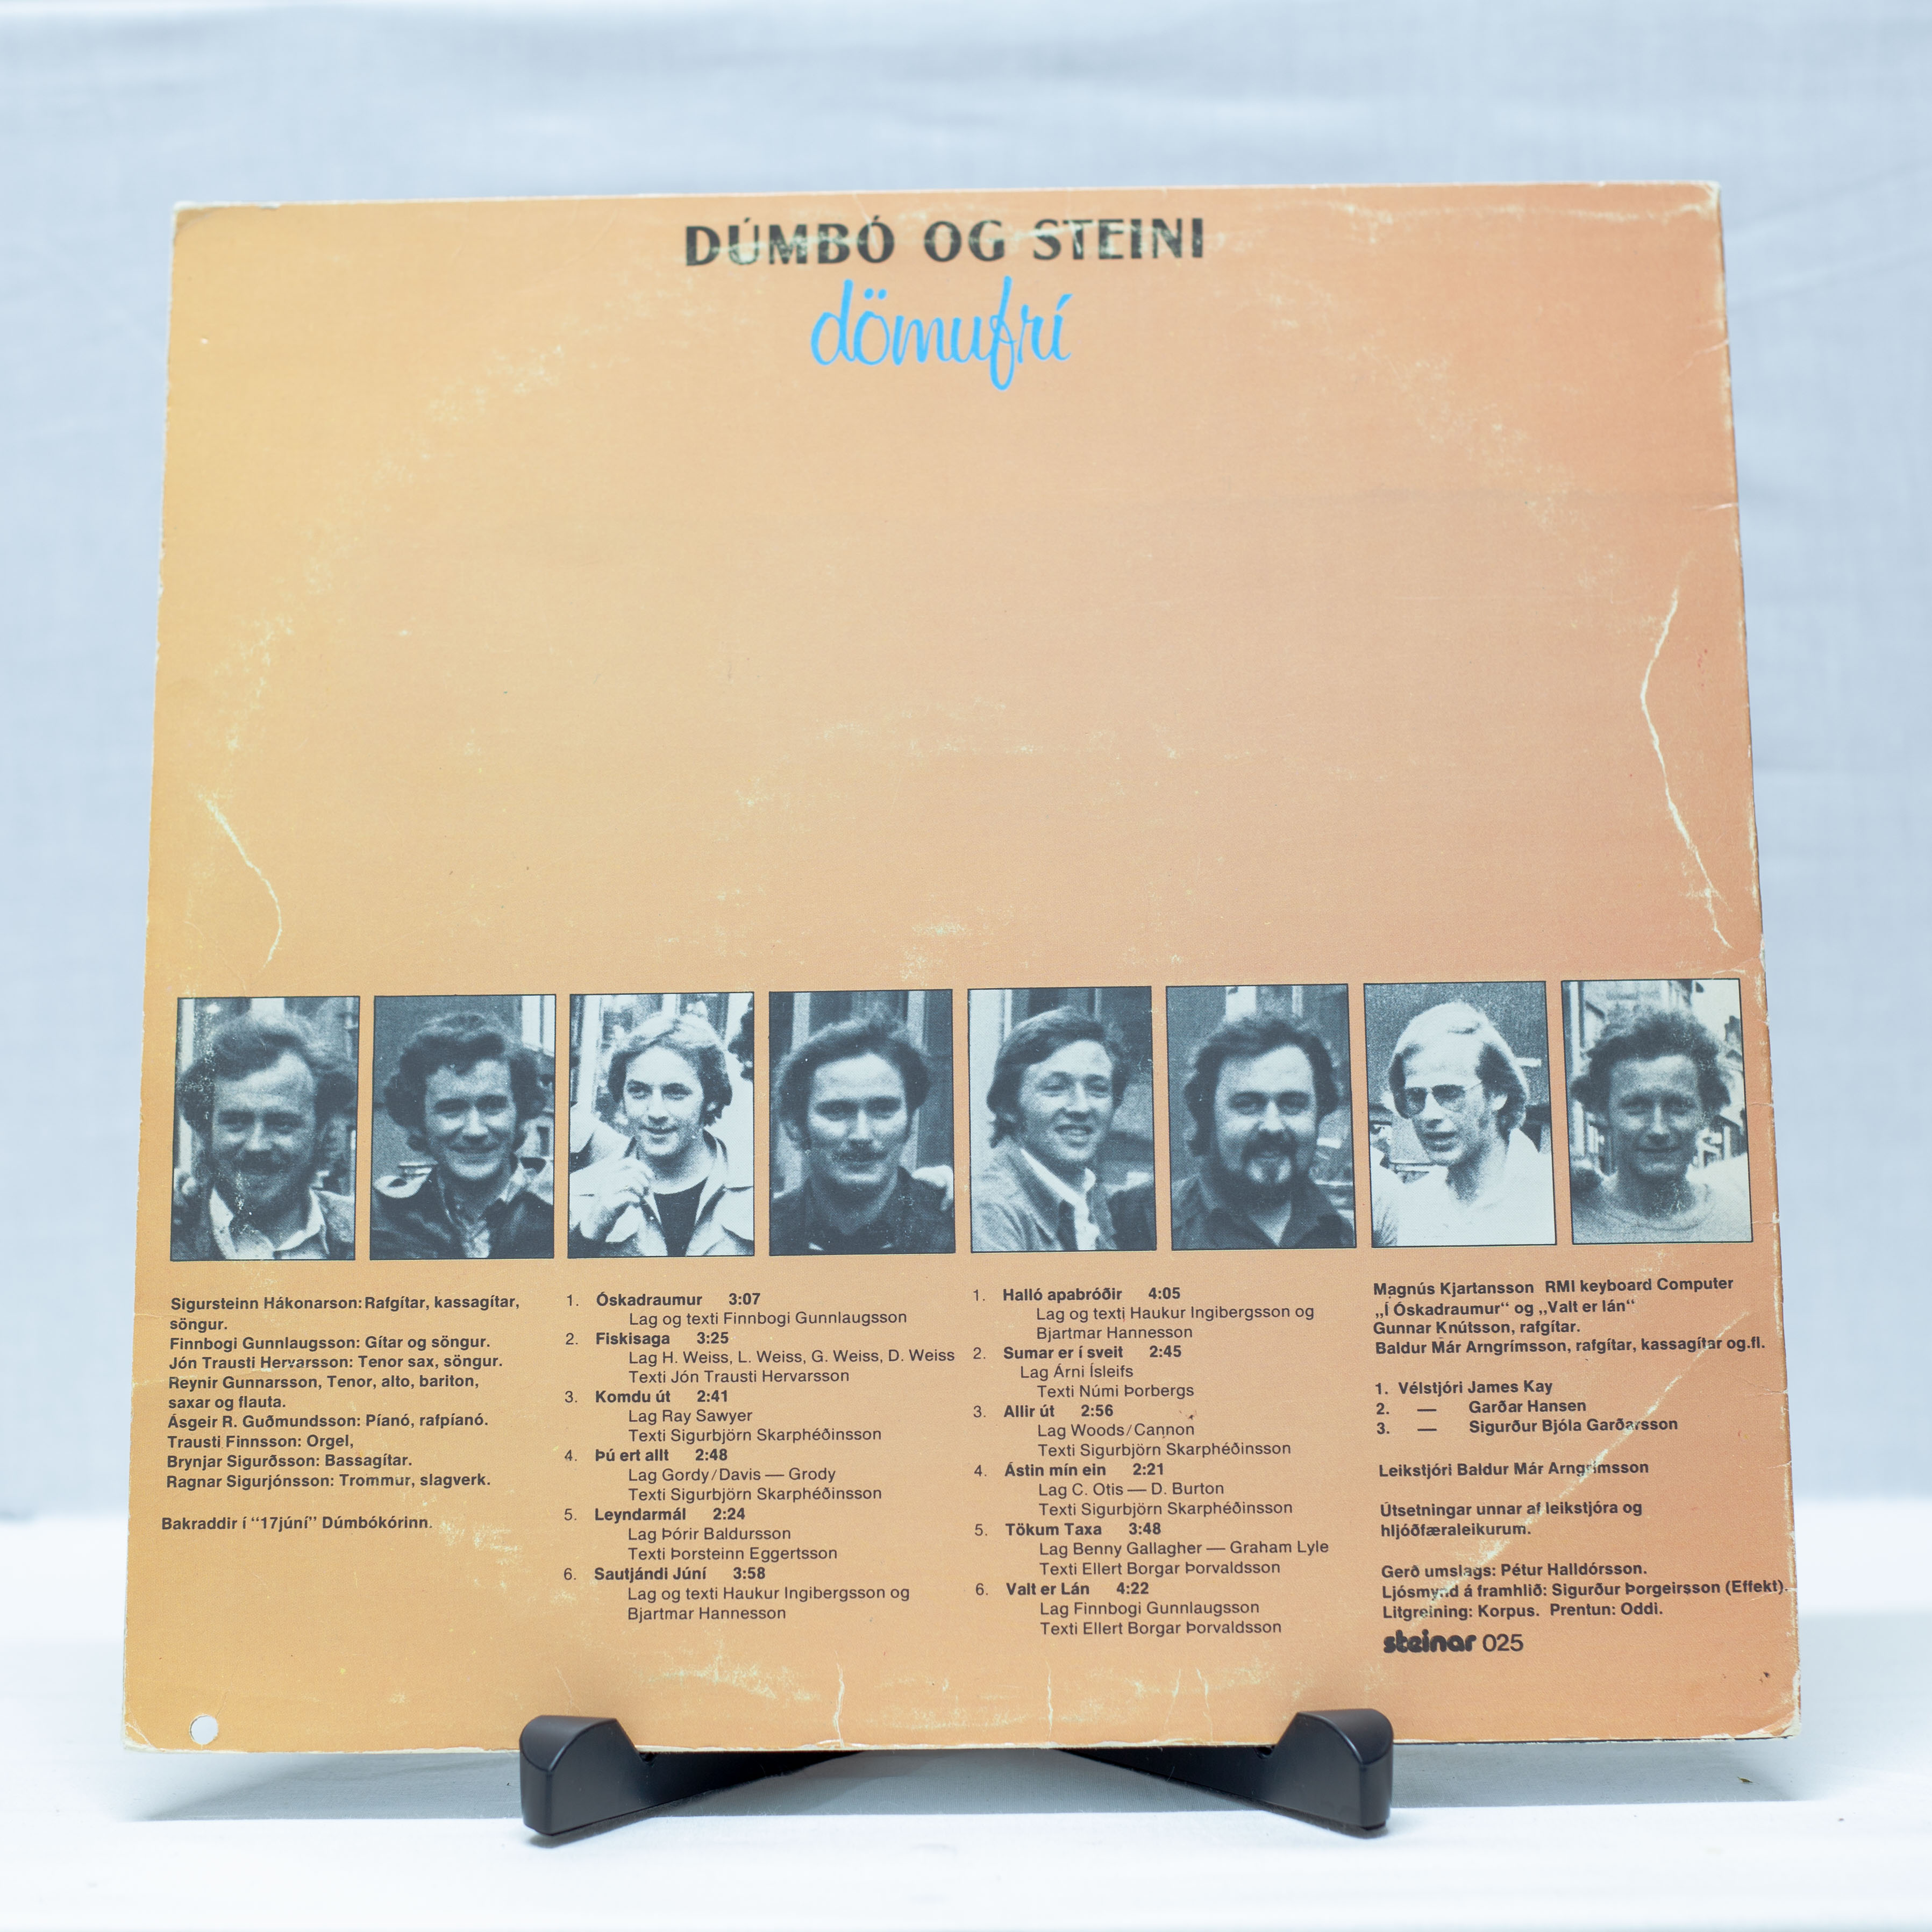 DÚMBÓ OG STEINI
dömufrí
Sigursteinn Hákonarson: Rafgítar, kassagítar,
söngur.
Finnbogi Gunnlaugsson: Gítar og söngur.
Jón Trausti Hervarsson: Tenor sax, söngur.
Reynir Gunnarsson, Tenor, alto, bariton,
saxar og flauta.
Ásgeir R. Guðmundsson: Píanó, rafpíanó.
Trausti Finnsson: Orgel,
Brynjar Sigurðsson: Bassagítar.
Ragnar Sigurjónsson: Trommur, slagverk.
Bakraddir í “17júní” Dúmbókórinn.
1. Óskadraumur 3:07
Lag og texti Finnbogi Gunnlaugsson
2. Fiskisaga 3:25
Lag H. Weiss, L. Weiss, G. Weiss, D. Weiss
Texti Jón Trausti Hervarsson
3. Komdu út 2:41
Lag Ray Sawyer
Texti Sigurbjörn Skarphéðinsson
4. Þú ert allt 2:48
Lag Gordy/Davis — Grody
Texti Sigurbjörn Skarphéðinsson
5. Leyndarmál 2:24
Lag Þórir Baldursson
Texti Þorsteinn Eggertsson
6. Sautjándi Júní 3:58
Lag og texti Haukur Ingibergsson og
Bjartmar Hannesson
1. Halló apabróðir 4:05
Lag og texti Haukur Ingibergsson og
Bjartmar Hannesson
2. Sumar er í sveit 2:45
Lag Árni Ísleifs
Texti Númi Þorbergs
3. Allir út 2:56
Lag Woods/Cannon
Texti Sigurbjörn Skarphéðinsson
4. Ástin mín ein 2:21
Lag C. Otis — D. Burton
Texti Sigurbjörn Skarphéðinsson
5. Tökum Taxa 3:48
Lag Benny Gallagher — Graham Lyle
Texti Ellert Borgar Þorvaldsson
6. Valt er Lán 4:22
Lag Finnbogi Gunnlaugsson
Texti Ellert Borgar Þorvaldsson
Magnús Kjartansson RMI keyboard Computer
„Í Óskadraumur“ og „Valt er lán“
Gunnar Knútsson, rafgítar.
Baldur Már Arngrímsson, rafgítar, kassagítar og.fl.
1. Vélstjóri James Kay
2. — Garðar Hansen
3. — Sigurður Bjóla Garðarsson
Leikstjóri Baldur Már Arngrímsson
Útsetningar unnar af leikstjóra og
hljóðfæraleikurum.
Gerð umslags: Pétur Halldórsson.
Ljósmynd á framhlið: Sigurður Þorgeirsson (Effekt).
Litgreining: Korpus. Prentun: Oddi.
steinar 025